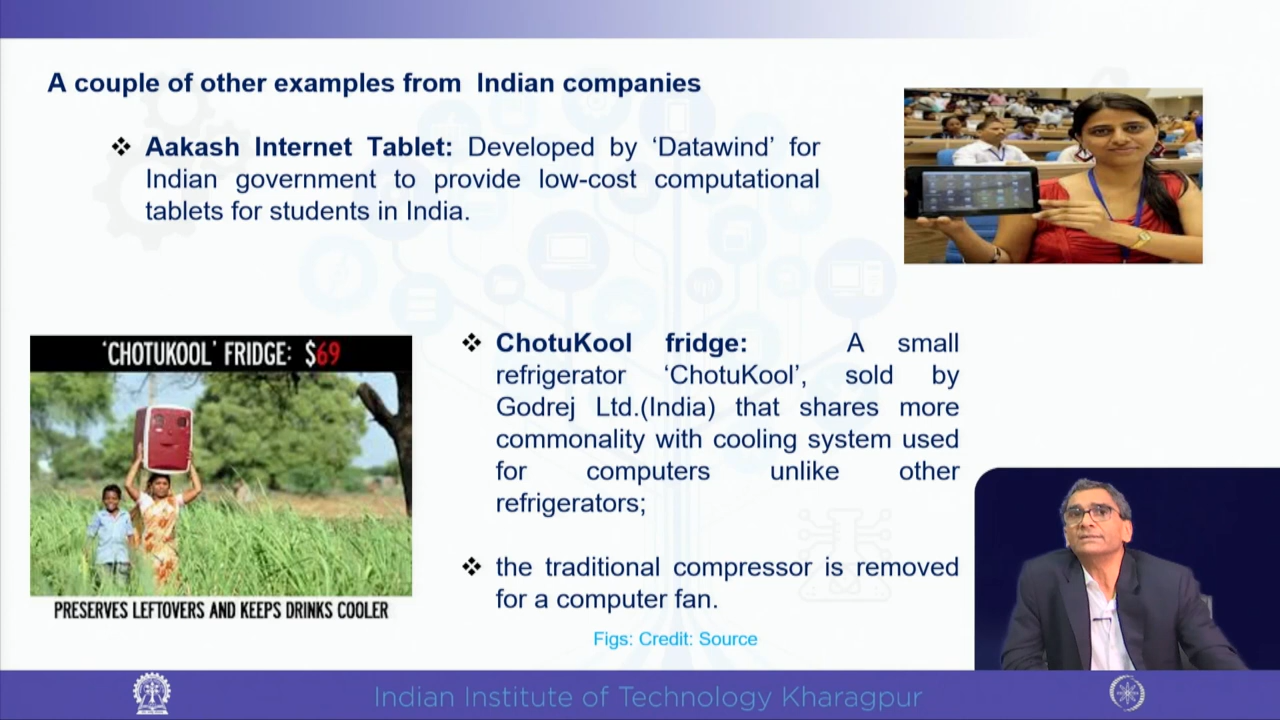 A couple of other examples from Indian companies
❖ Aakash Internet Tablet: Developed by ‘Datawind’ for
Indian government to provide low-cost computational
tablets for students in India.
‘CHOTUKOOL’ FRIDGE: $69
PRESERVES LEFTOVERS AND KEEPS DRINKS COOLER
❖ ChotuKool fridge: A small
refrigerator ‘ChotuKool’, sold by
Godrej Ltd.(India) that shares more
commonality with cooling system used
for computers unlike other
refrigerators;
❖ the traditional compressor is removed
for a computer fan.
Figs: Credit: Source
Indian Institute of Technology Kharagpur